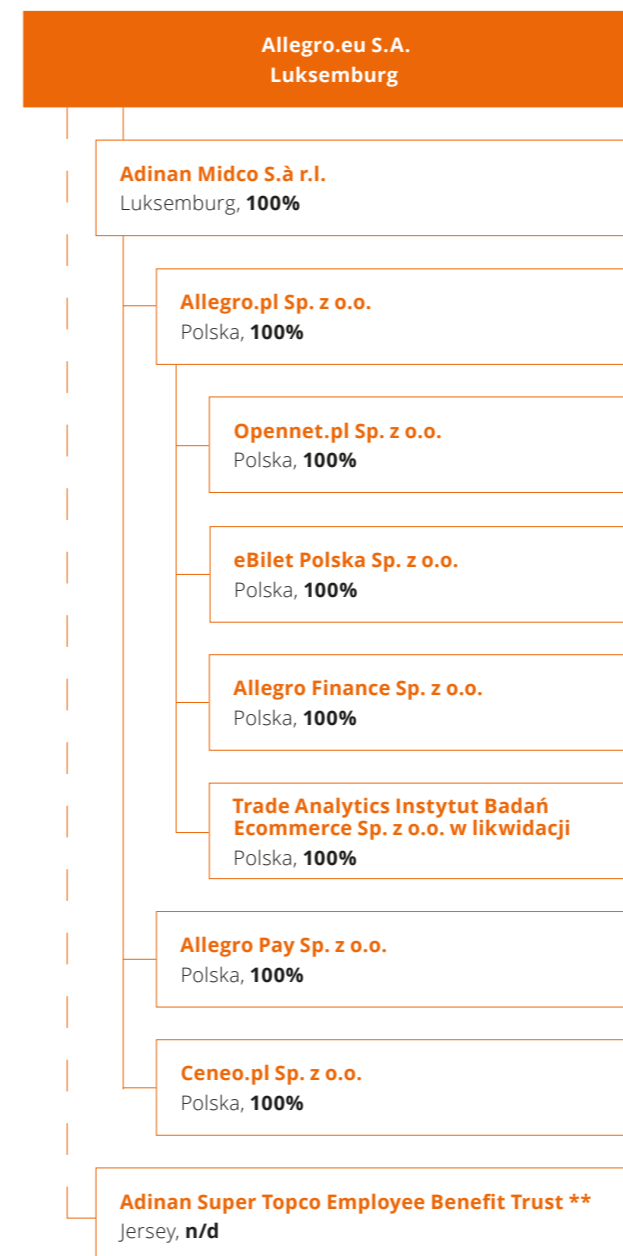 Allegro.eu S.A.
Luksemburg
Adinan Midco S.à r.l.
Luksemburg, 100%
Allegro.pl Sp. z o.o.
Polska, 100%
Opennet.pl Sp. z o.o.
Polska, 100%
eBilet Polska Sp. z o.o.
Polska, 100%
Allegro Finance Sp. z o.o.
Polska, 100%
Trade Analytics Instytut Badań
Ecommerce Sp. z o.o. w likwidacji
Polska, 100%
Allegro Pay Sp. z o.o.
Polska, 100%
Ceneo.pl Sp. z o.o.
Polska, 100%
Adinan Super Topco Employee Benefit Trust **
Jersey, n/d